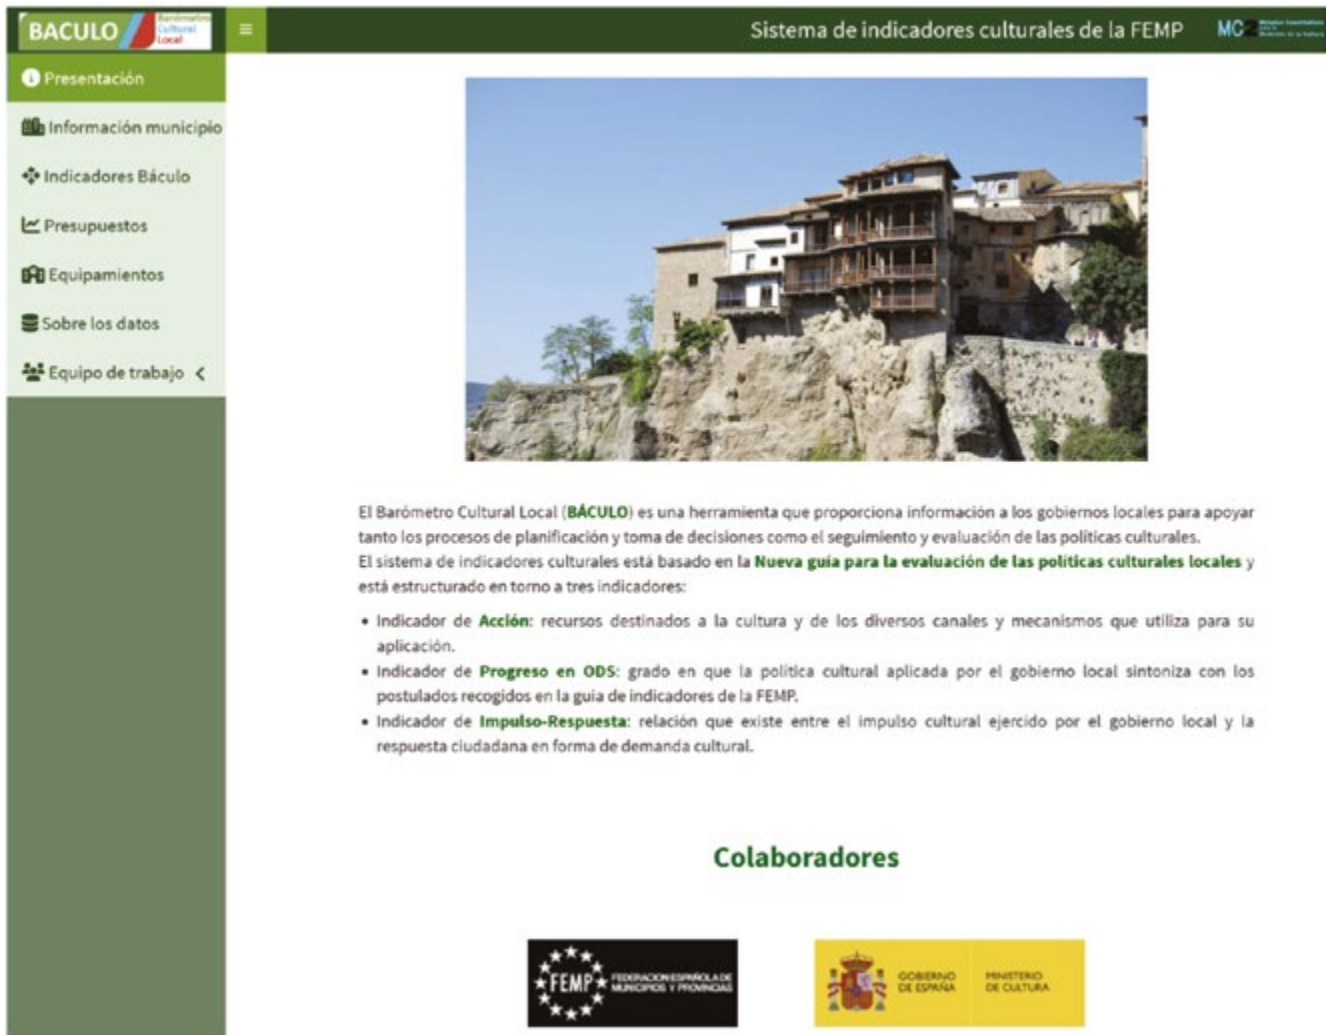 BACULO
Barómetro
Cultural
Local
Sistema de indicadores culturales de la FEMP
MC2
Presentación
Información municipio
Indicadores Báculo
Presupuestos
Equipamientos
Sobre los datos
Equipo de trabajo
El Barómetro Cultural Local (BÁCULO) es una herramienta que proporciona información a los gobiernos locales para apoyar
tanto los procesos de planificación y toma de decisiones como el seguimiento y evaluación de las políticas culturales.
El sistema de indicadores culturales está basado en la Nueva guía para la evaluación de las políticas culturales locales y
está estructurado en torno a tres indicadores:
• Indicador de Acción: recursos destinados a la cultura y de los diversos canales y mecanismos que utiliza para su
aplicación.
• Indicador de Progreso en ODS: grado en que la política cultural aplicada por el gobierno local sintoniza con los
postulados recogidos en la guía de indicadores de la FEMP.
• Indicador de Impulso-Respuesta: relación que existe entre el impulso cultural ejercido por el gobierno local y la
respuesta ciudadana en forma de demanda cultural.
Colaboradores
FEMP
FEDERACION ESPAÑOLA DE
MUNICIPIOS Y PROVINCIAS
GOBIERNO
DE ESPAÑA
MINISTERIO
DE CULTURA